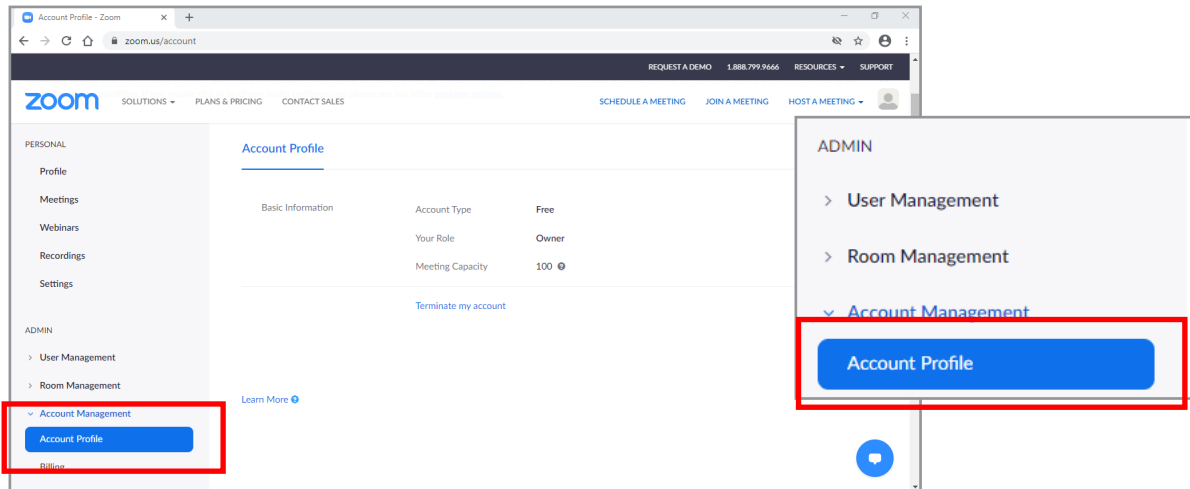 Account Profile - Zoom
zoom.us/account
REQUEST A DEMO 1.888.799.9666 RESOURCES SUPPORT
zoom SOLUTIONS PLANS & PRICING CONTACT SALES SCHEDULE A MEETING JOIN A MEETING HOST A MEETING
PERSONAL
Profile
Meetings
Webinars
Recordings
Settings
ADMIN
User Management
Room Management
Account Management
Account Profile
Billing
Account Profile
Basic Information
Account Type Free
Your Role Owner
Meeting Capacity 100
Terminate my account
Learn More
ADMIN
User Management
Room Management
Account Management
Account Profile